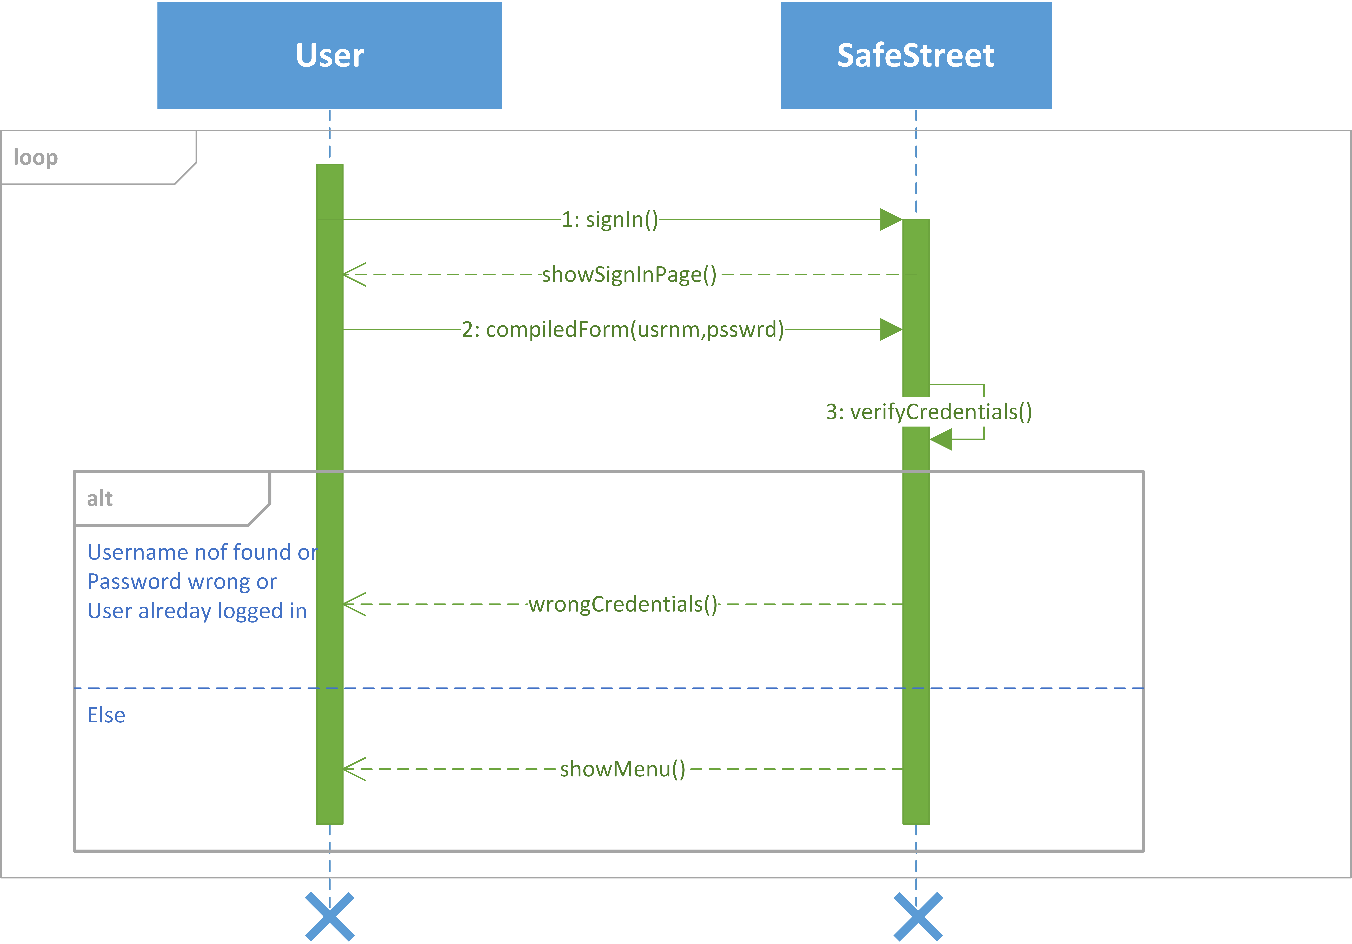 User
SafeStreet
loop
1: signIn()
showSignInPage()
2: compiledForm(usrnm,psswrd)
3: verifyCredentials()
alt
Username nof found or
Password wrong or
User alreday logged in
wrongCredentials()
Else
showMenu()